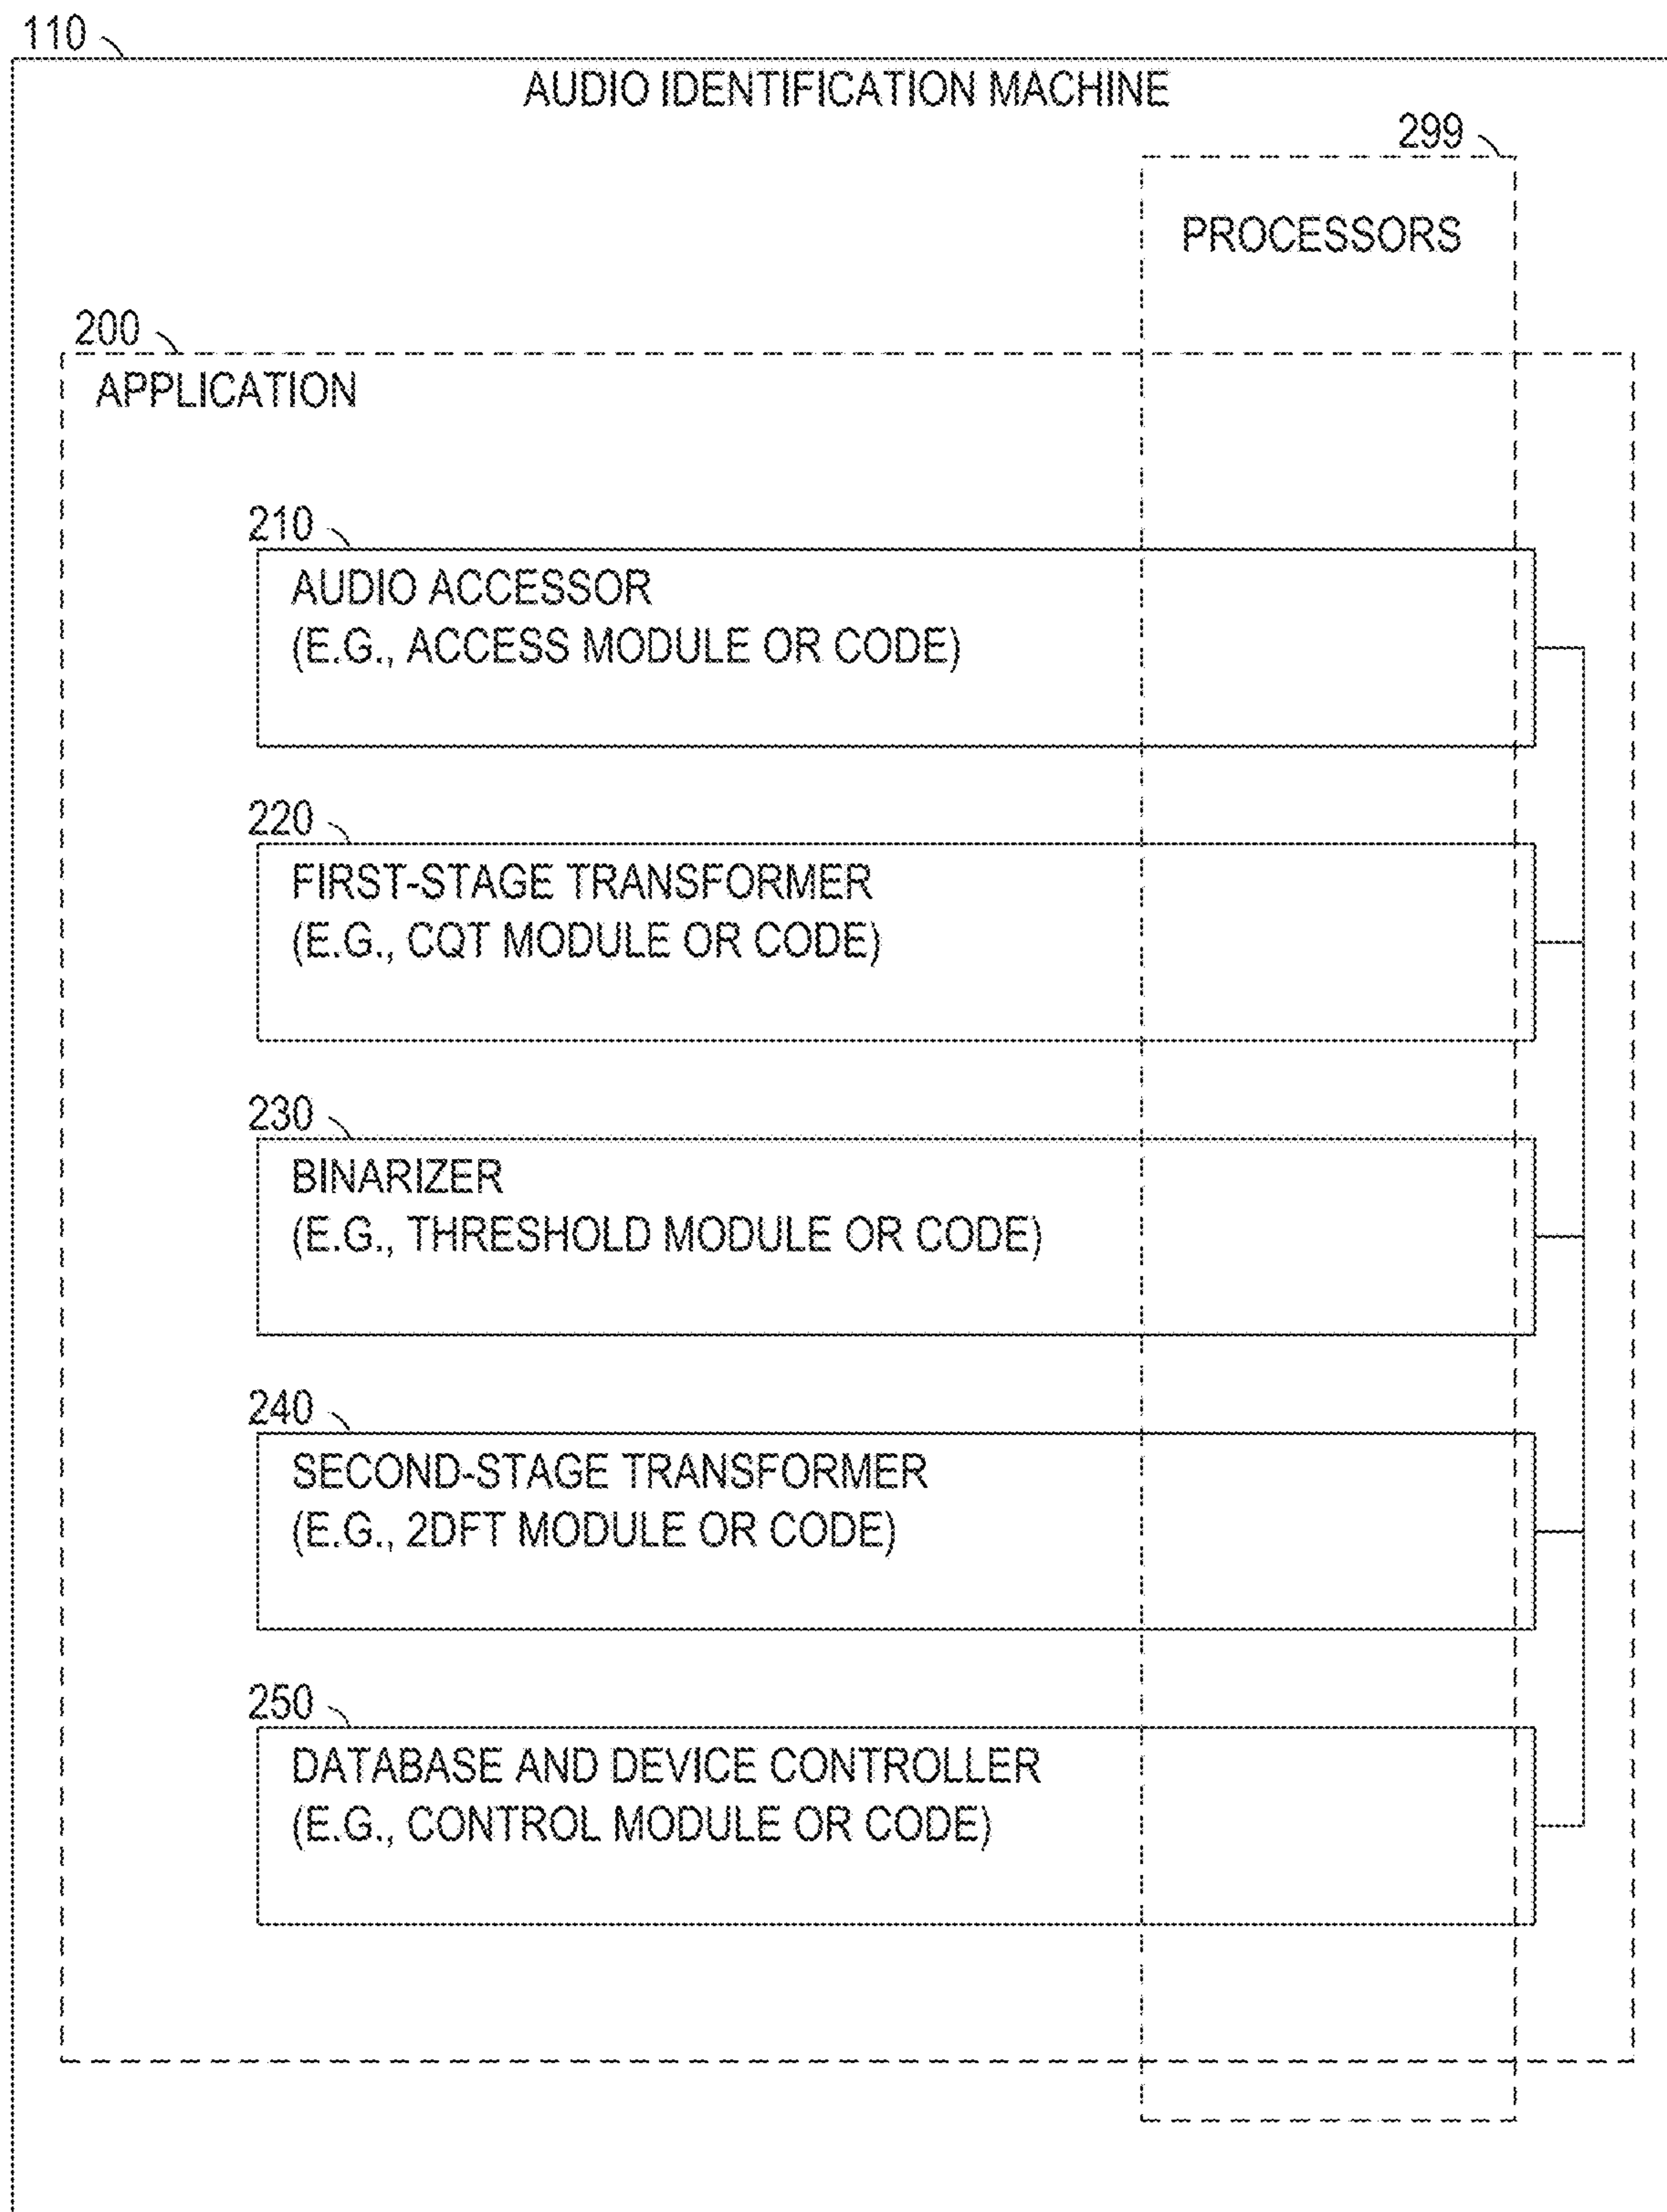 110
AUDIO IDENTIFICATION MACHINE
299
PROCESSORS
200
APPLICATION
210
AUDIO ACCESSOR
(E.G., ACCESS MODULE OR CODE)
220
FIRST-STAGE TRANSFORMER
(E.G., CQT MODULE OR CODE)
230
BINARIZER
(E.G., THRESHOLD MODULE OR CODE)
240
SECOND-STAGE TRANSFORMER
(E.G., 2DFT MODULE OR CODE)
250
DATABASE AND DEVICE CONTROLLER
(E.G., CONTROL MODULE OR CODE)